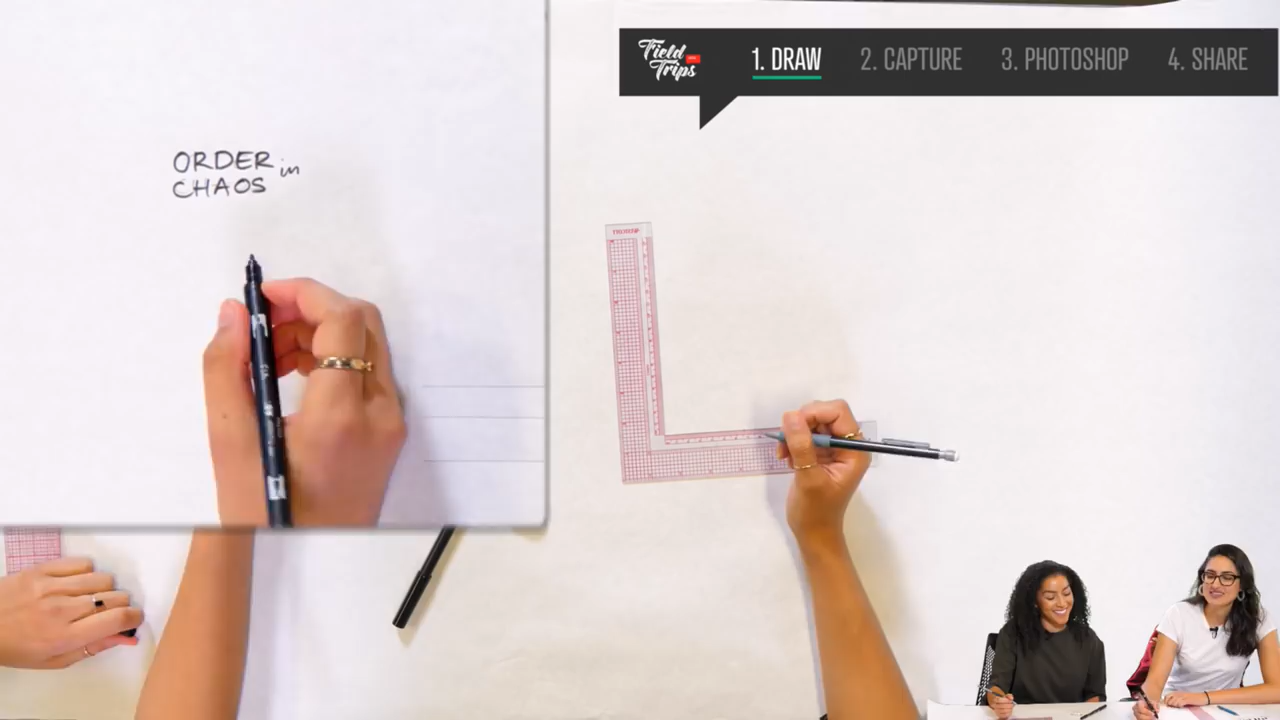 Field
Trips
1. DRAW
2. CAPTURE
3. PHOTOSHOP
4. SHARE
ORDER in
CHAOS